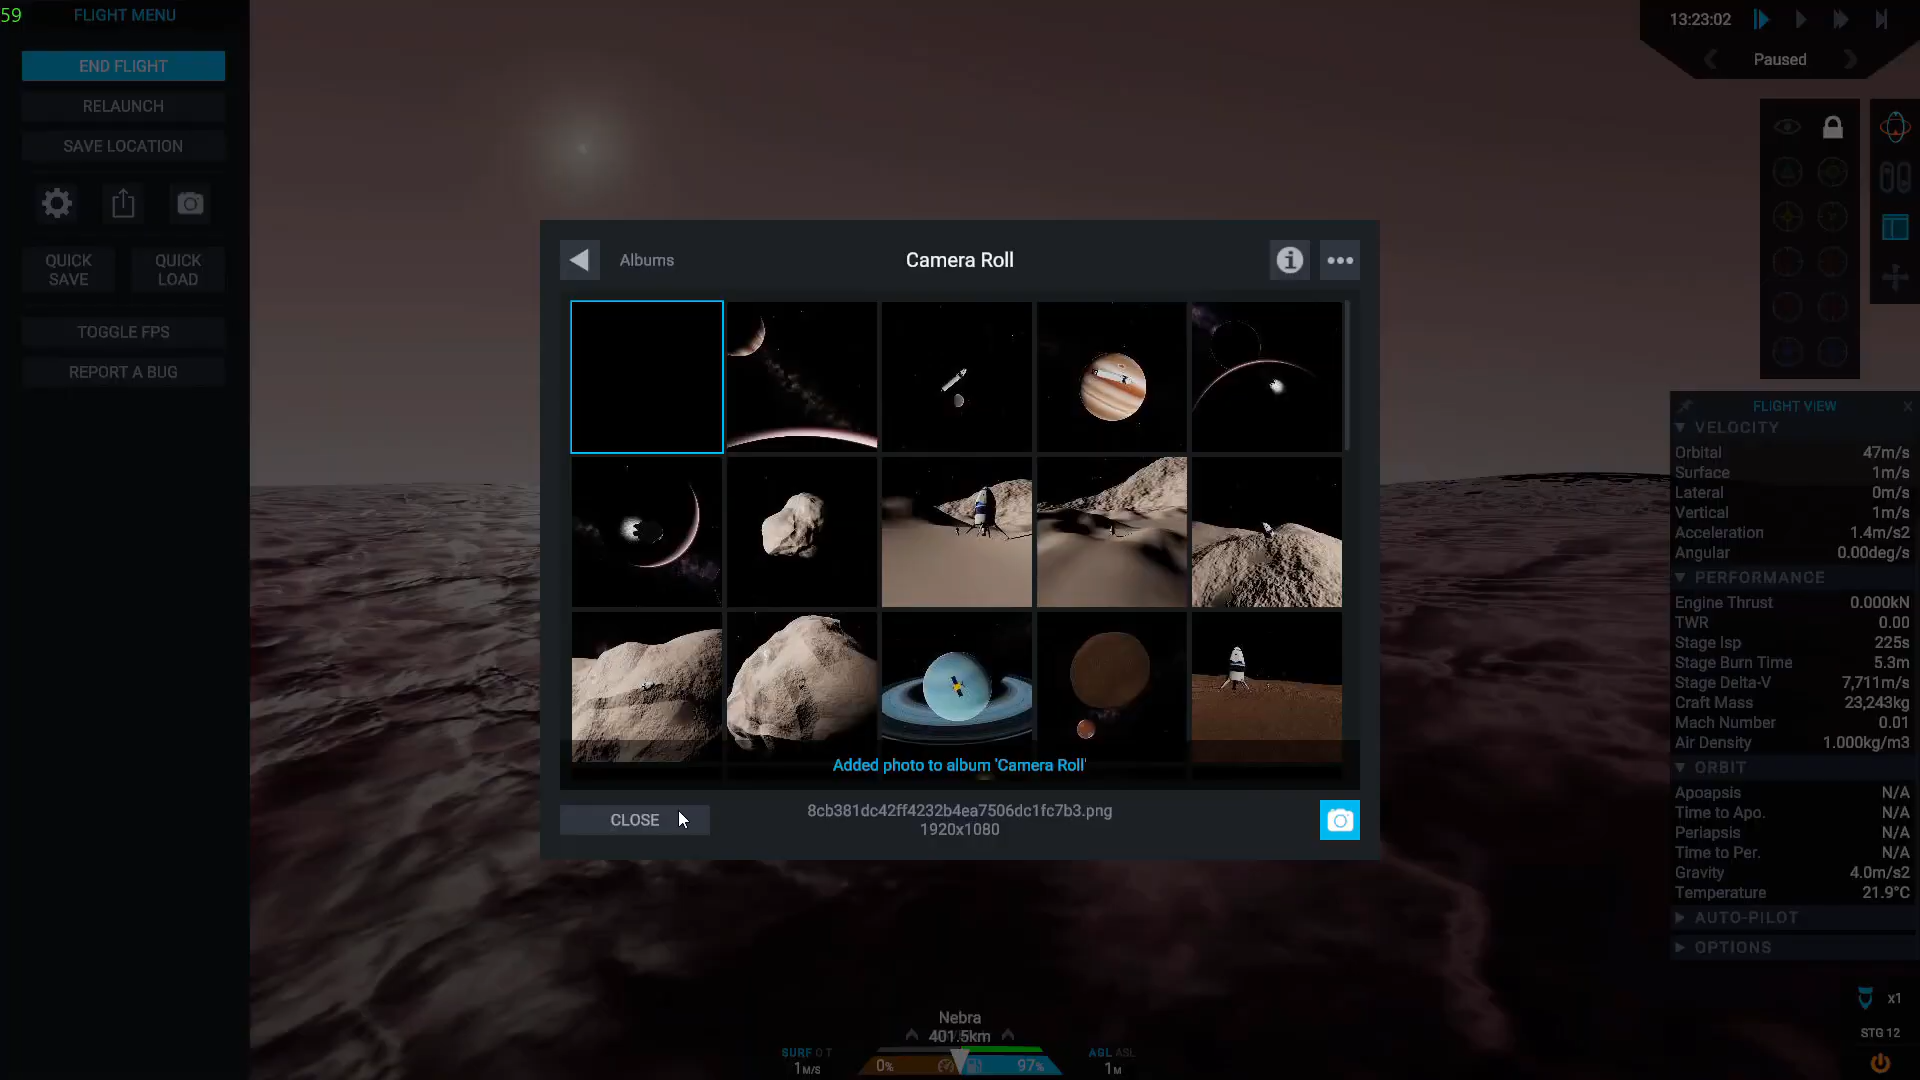 59
FLIGHT MENU
END FLIGHT
RELAUNCH
SAVE LOCATION
QUICK SAVE
QUICK LOAD
TOGGLE FPS
REPORT A BUG
Albums
Camera Roll
Added photo to album 'Camera Roll'
CLOSE
8cb381dc42ff4232b4ea7506dc1fc7b3.png
1920x1080
13:23:02
Paused
FLIGHT VIEW
VELOCITY
Orbital 47m/s
Surface 1m/s
Lateral 0m/s
Vertical 1m/s
Acceleration 1.4m/s2
Angular 0.00deg/s
PERFORMANCE
Engine Thrust 0.000kN
TWR 0.00
Stage Isp 225s
Stage Burn Time 5.3m
Stage Delta-V 7,711m/s
Craft Mass 23,243kg
Mach Number 0.01
Air Density 1.000kg/m3
ORBIT
Apoapsis N/A
Time to Apo. N/A
Periapsis N/A
Time to Per. N/A
Gravity 4.0m/s2
Temperature 21.9°C
AUTO-PILOT
OPTIONS
x1
STG 12
Nebra
401.5km
SURF O T
1M/S
0%
97%
AGL ASL
1M